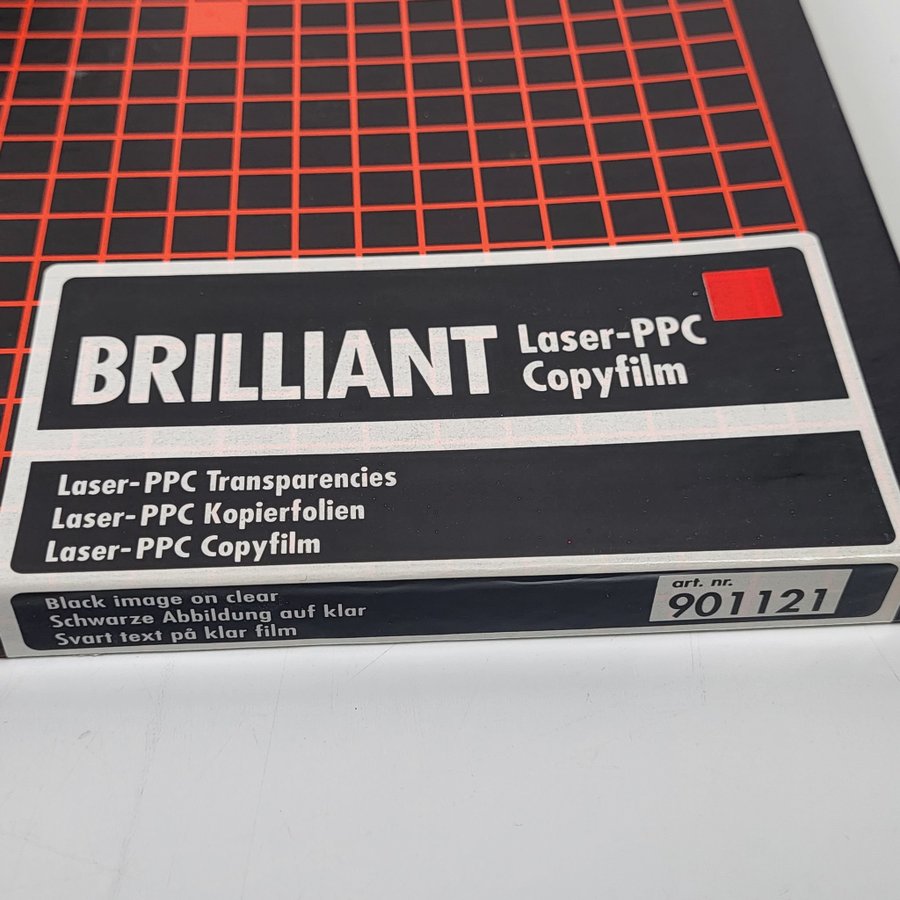 BRILLIANT Laser-PPC
Copyfilm
Laser-PPC Transparencies
Laser-PPC Kopierfolien
Laser-PPC Copyfilm
Black image on clear
Schwarze Abbildung auf klar
Svart text på klar film
art. nr.
901121